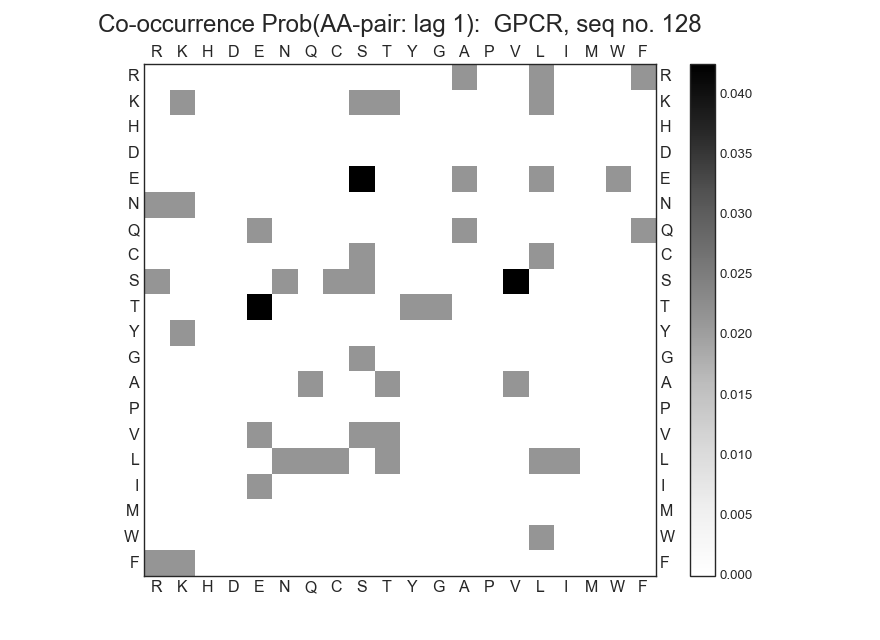 Co-occurrence Prob(AA-pair: lag 1):  GPCR, seq no. 128
R K H D E N Q C S T Y G A P V L I M W F
R R
K K
H H
D D
E E
N N
Q Q
C C
S S
T T
Y Y
G G
A A
P P
V V
L L
I I
M M
W W
F F
R K H D E N Q C S T Y G A P V L I M W F
0.040
0.035
0.030
0.025
0.020
0.015
0.010
0.005
0.000